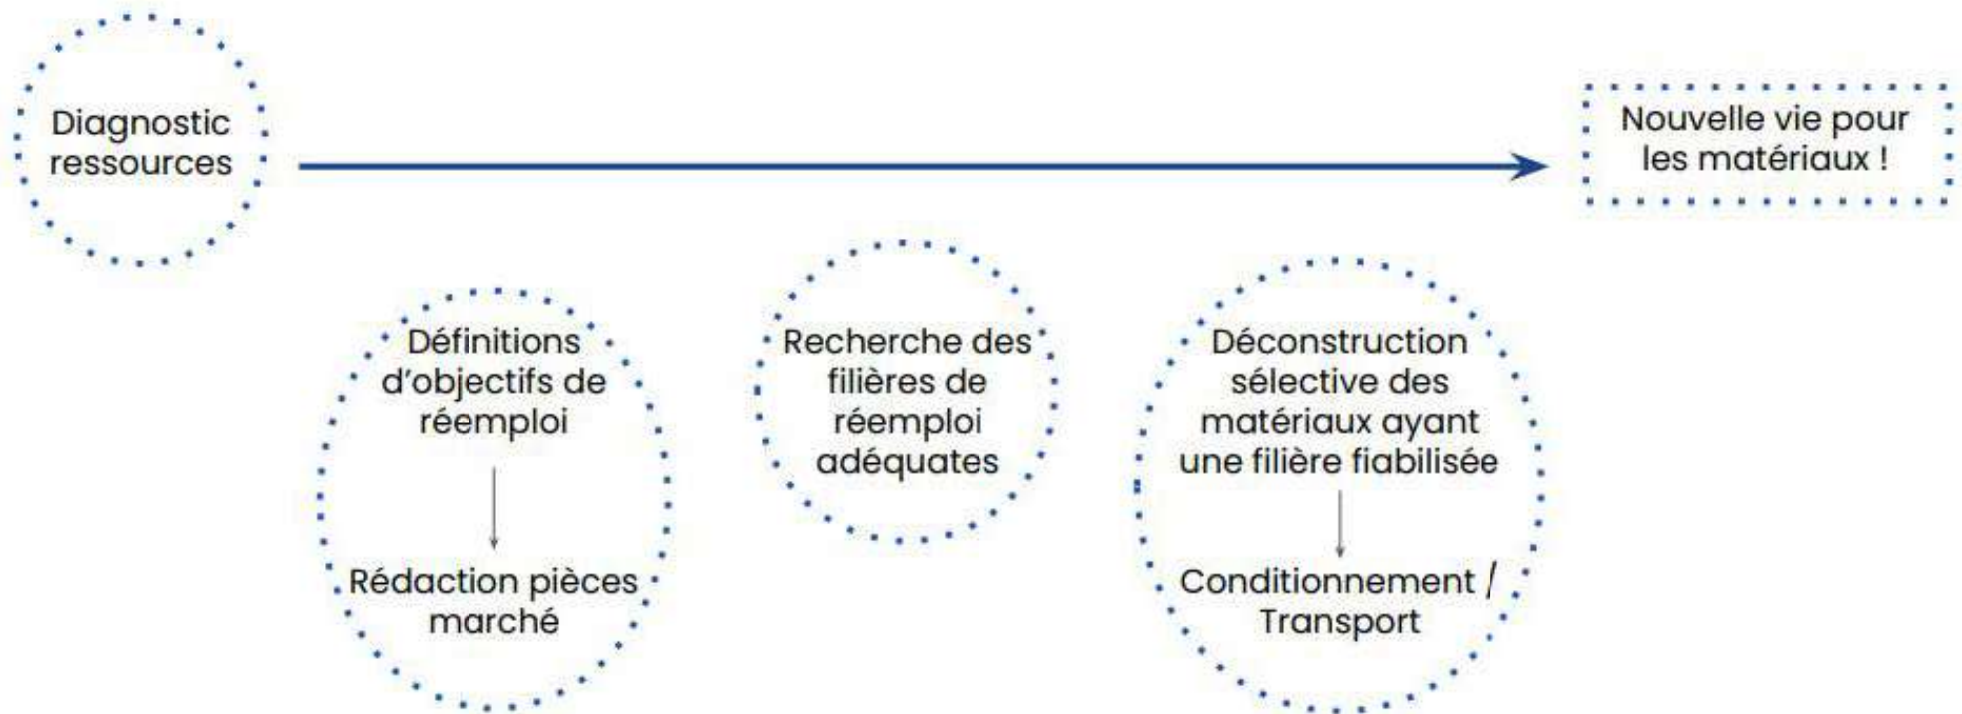 Diagnostic
ressources
Nouvelle vie pour
les matériaux !
Définitions
d'objectifs de
réemploi
Rédaction pièces
marché
Recherche des
filières de
réemploi
adéquates
Déconstruction
sélective des
matériaux ayant
une filière fiabilisée
Conditionnement /
Transport